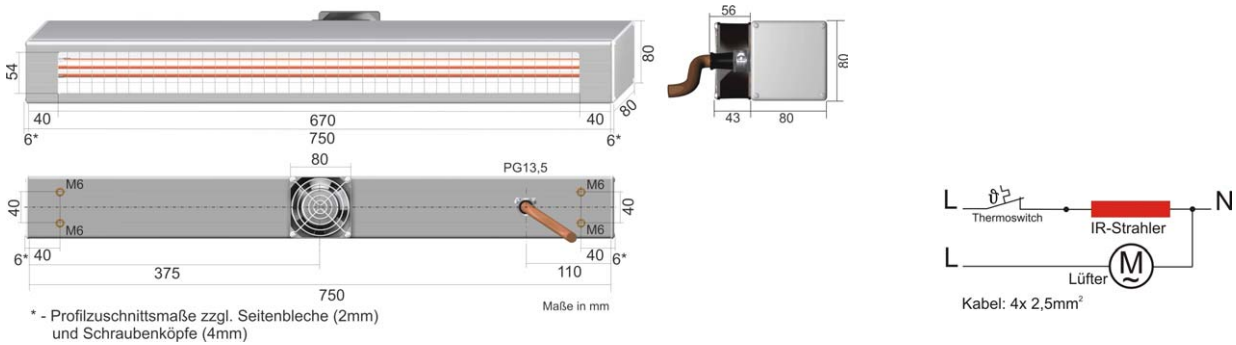 56
54
80
80
80
40
670
40
6*
750
6*
43
80
80
PG13,5
M6
M6
40
40
M6
M6
40
40
6*
6*
375
110
750
Maße in mm
* - Profilzuschnittsmaße zzgl. Seitenbleche (2mm)
und Schraubenköpfe (4mm)
L
ϑ
N
Thermoswitch
IR-Strahler
L
M
~
Lüfter
Kabel: 4x 2,5mm²